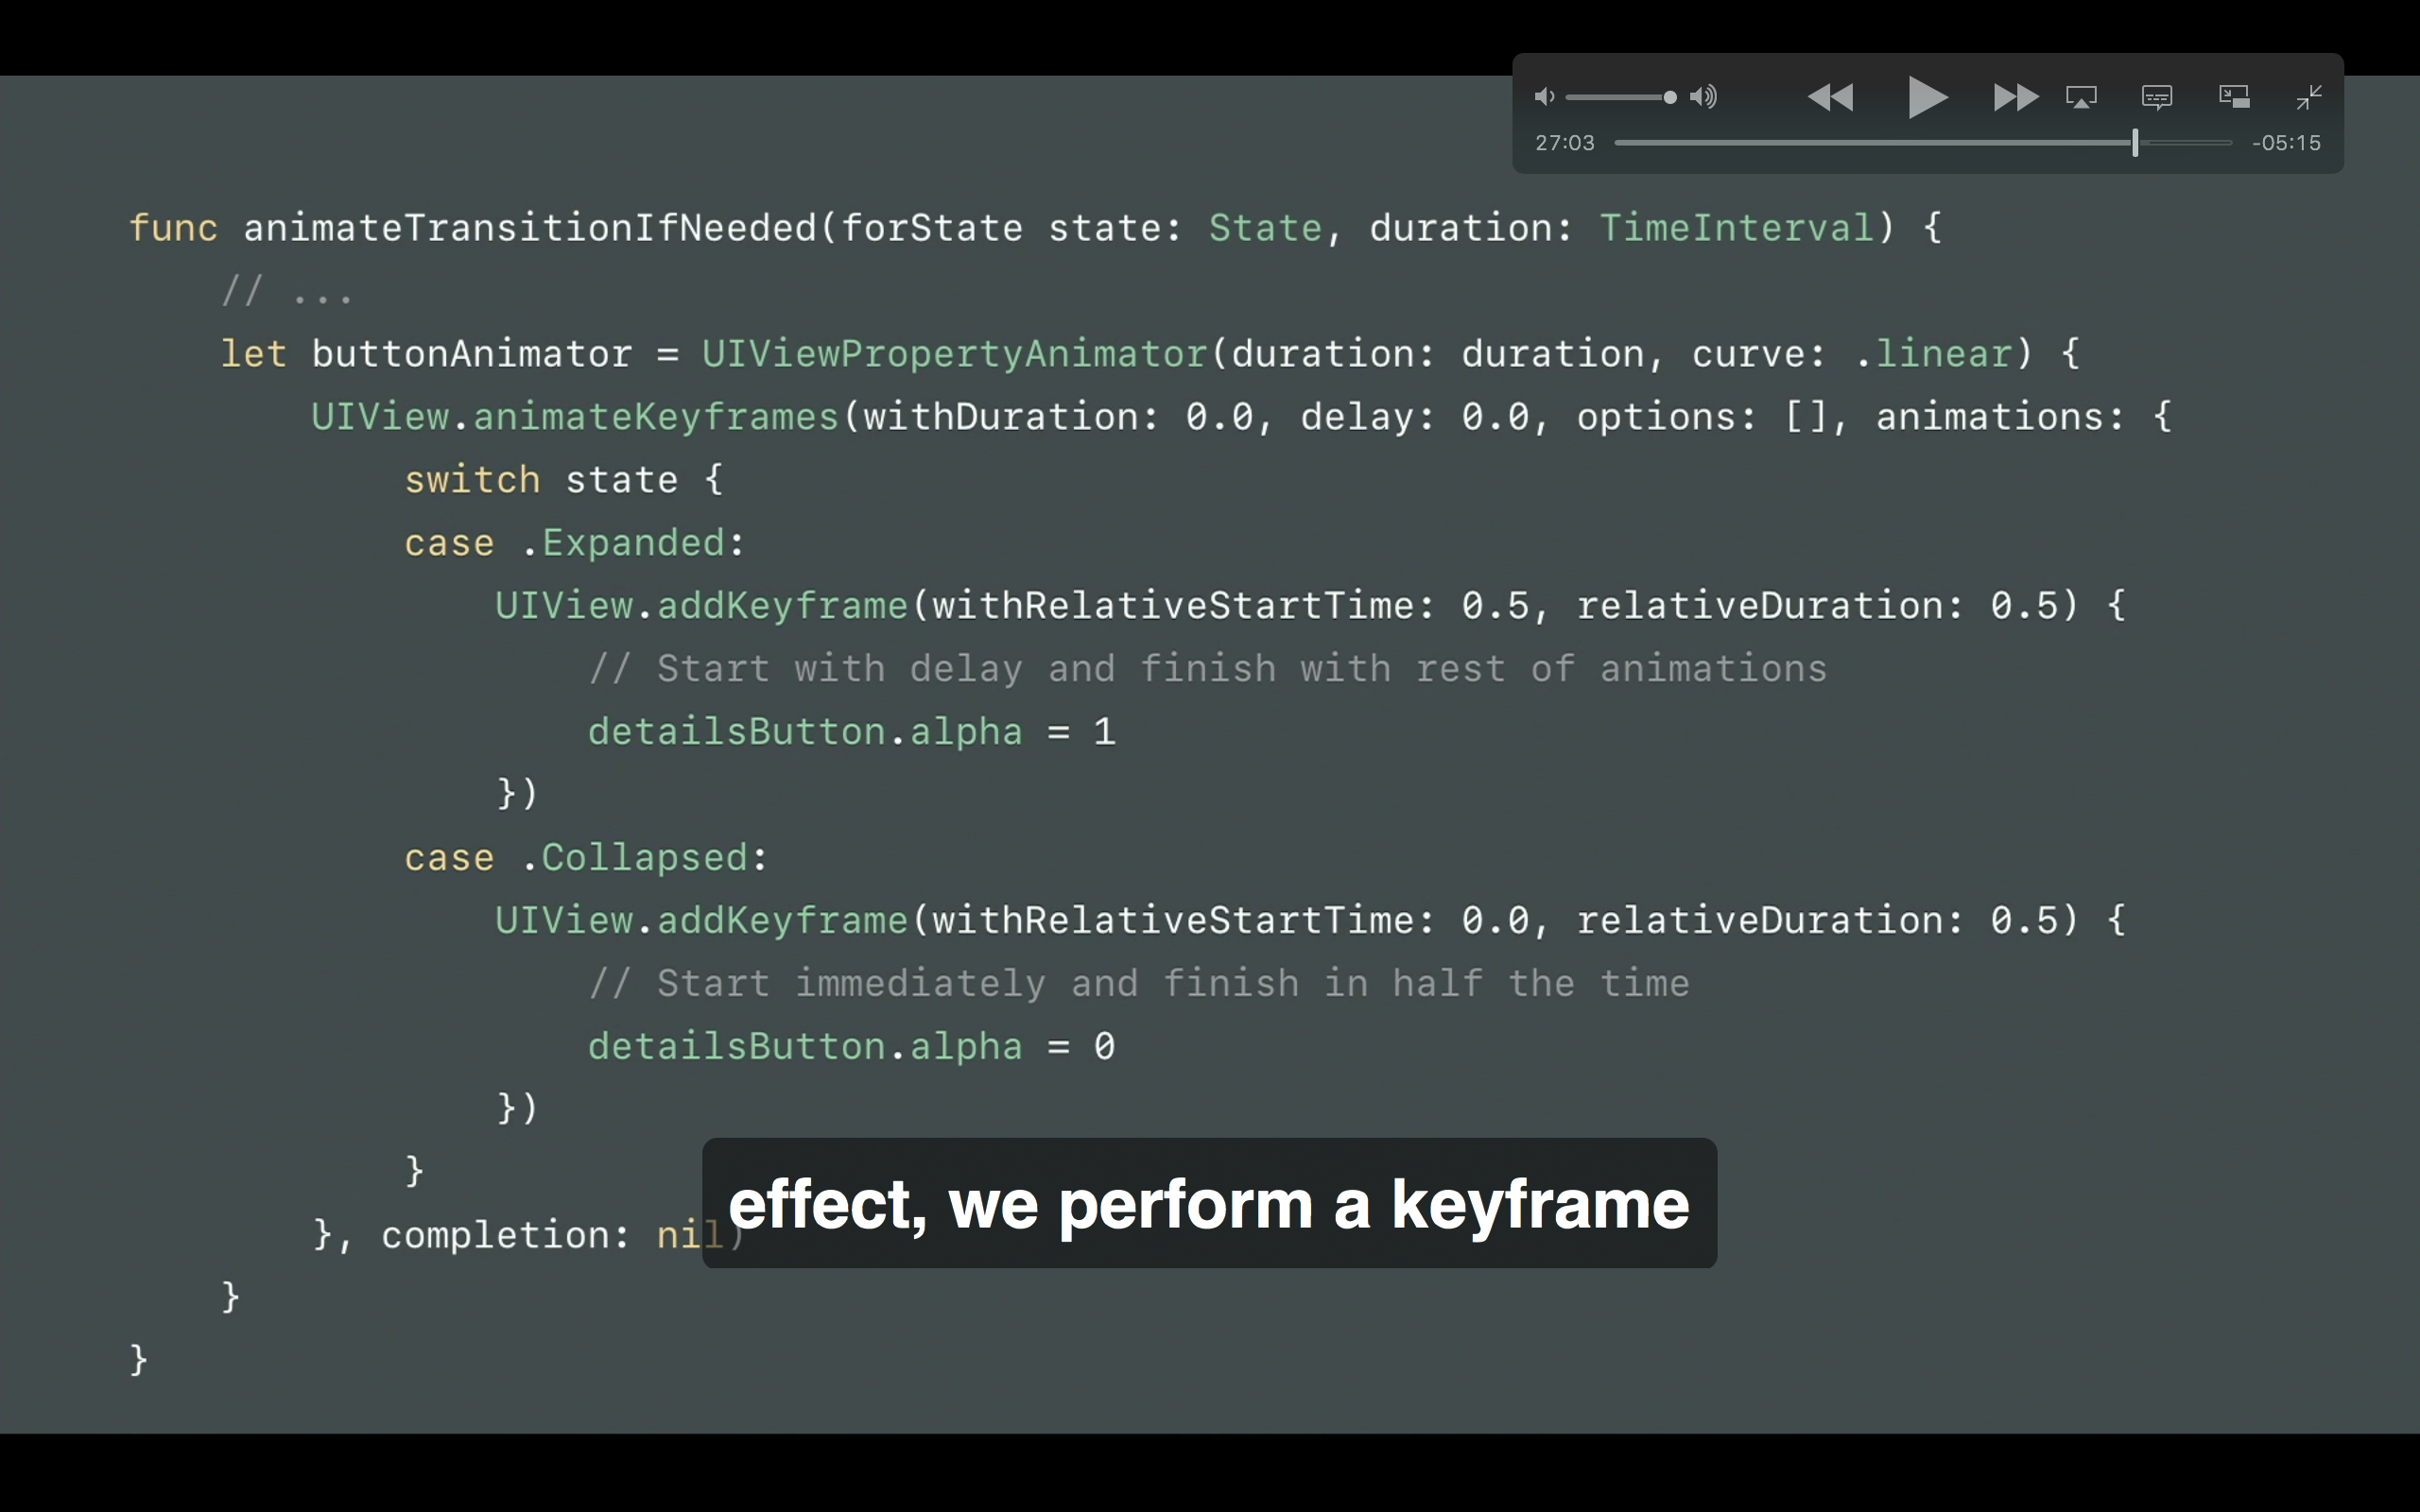 27:03
-05:15
func animateTransitionIfNeeded(forState state: State, duration: TimeInterval) {
// ...
let buttonAnimator = UIViewPropertyAnimator(duration: duration, curve: .linear) {
UIView.animateKeyframes(withDuration: 0.0, delay: 0.0, options: [], animations: {
switch state {
case .Expanded:
UIView.addKeyframe(withRelativeStartTime: 0.5, relativeDuration: 0.5) {
// Start with delay and finish with rest of animations
detailsButton.alpha = 1
})
case .Collapsed:
UIView.addKeyframe(withRelativeStartTime: 0.0, relativeDuration: 0.5) {
// Start immediately and finish in half the time
detailsButton.alpha = 0
})
}
}, completion: nil)
effect, we perform a keyframe
}
}